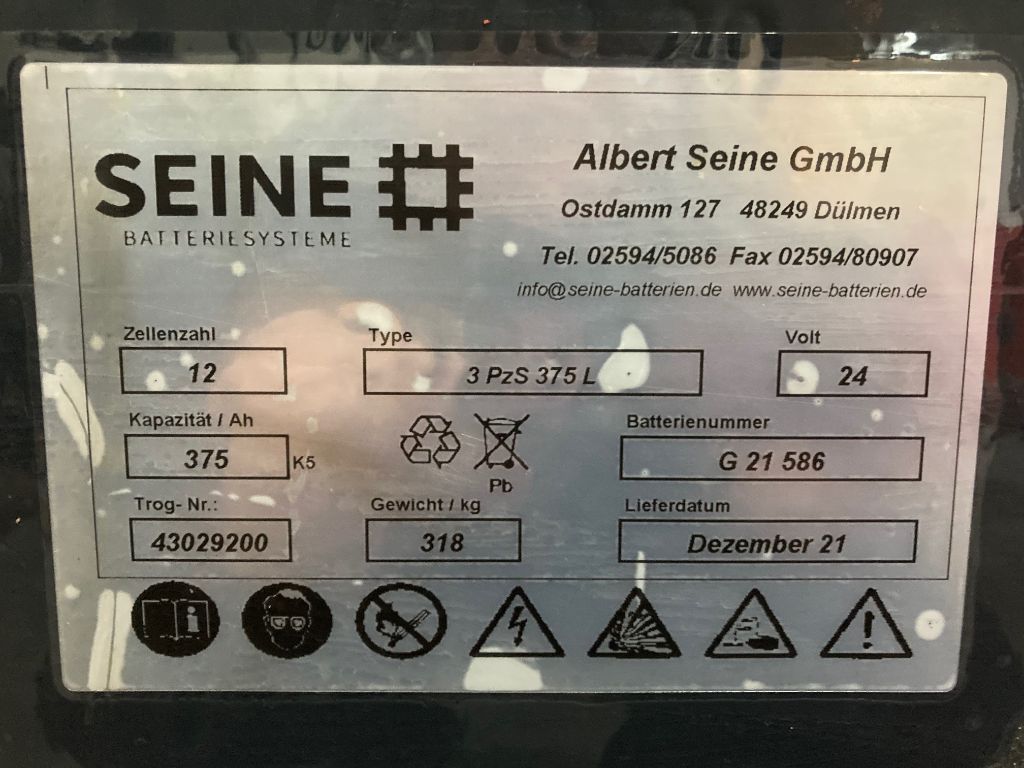 SEINE
BATTERIESYSTEME
Albert Seine GmbH
Ostdamm 127 48249 Dülmen
Tel. 02594/5086 Fax 02594/80907
info@seine-batterien.de www.seine-batterien.de
Zellenzahl
12
Type
3 PzS 375 L
Volt
24
Kapazität / Ah
375 K5
Pb
Batterienummer
G 21 586
Trog- Nr.:
43029200
Gewicht / kg
318
Lieferdatum
Dezember 21